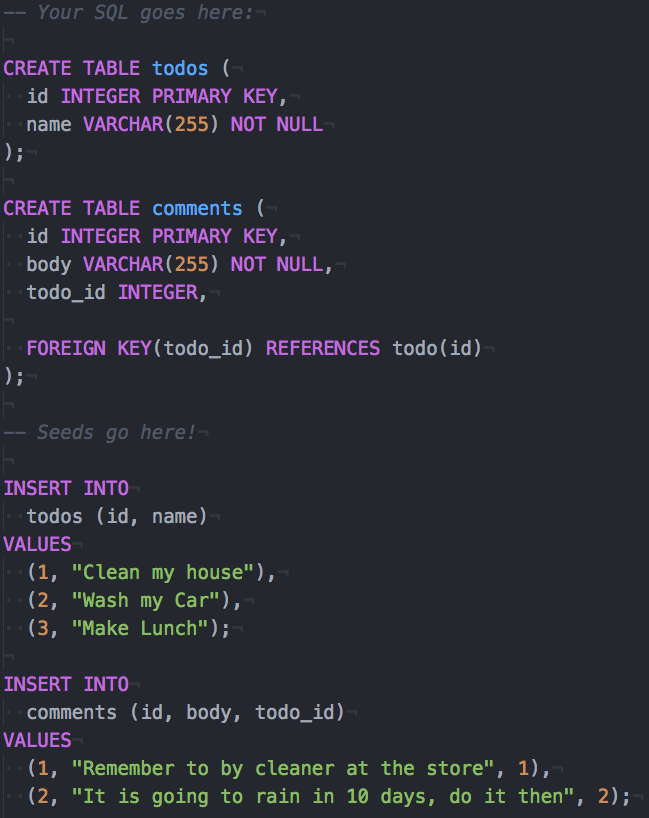 -- Your SQL goes here:¬
¬
CREATE TABLE todos (¬
··id INTEGER PRIMARY KEY,¬
··name VARCHAR(255) NOT NULL¬
);¬
¬
CREATE TABLE comments (¬
··id INTEGER PRIMARY KEY,¬
··body VARCHAR(255) NOT NULL,¬
··todo_id INTEGER,¬
¬
··FOREIGN KEY(todo_id) REFERENCES todo(id)¬
);¬
¬
-- Seeds go here!¬
¬
INSERT INTO¬
··todos (id, name)¬
VALUES¬
··(1, "Clean my house"),¬
··(2, "Wash my Car"),¬
··(3, "Make Lunch");¬
¬
INSERT INTO¬
··comments (id, body, todo_id)¬
VALUES¬
··(1, "Remember to by cleaner at the store", 1),¬
··(2, "It is going to rain in 10 days, do it then", 2);¬